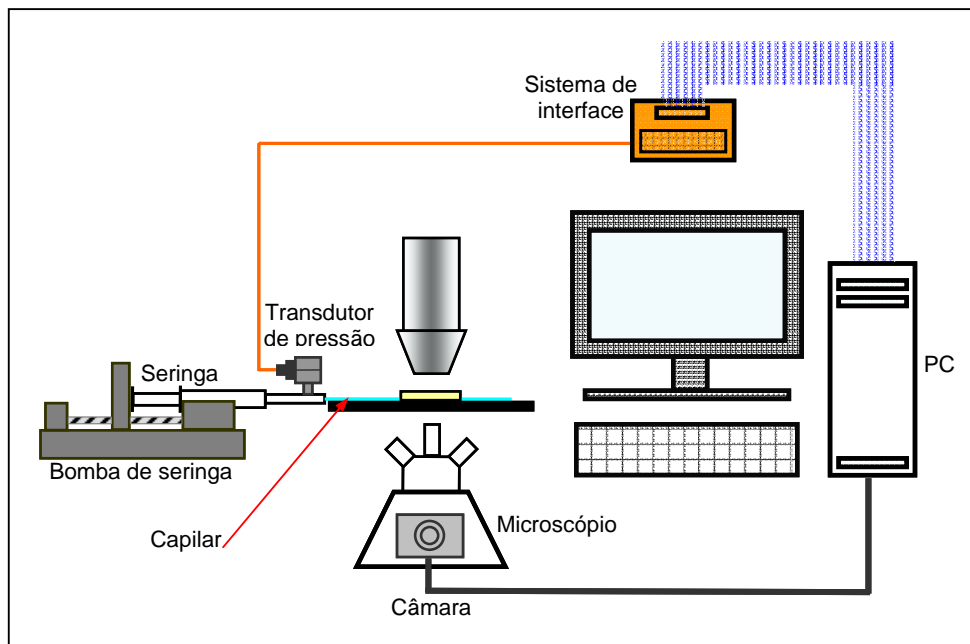 Sistema de
interface
Transdutor
de pressão
Seringa
PC
Bomba de seringa
Capilar
Microscópio
Câmara